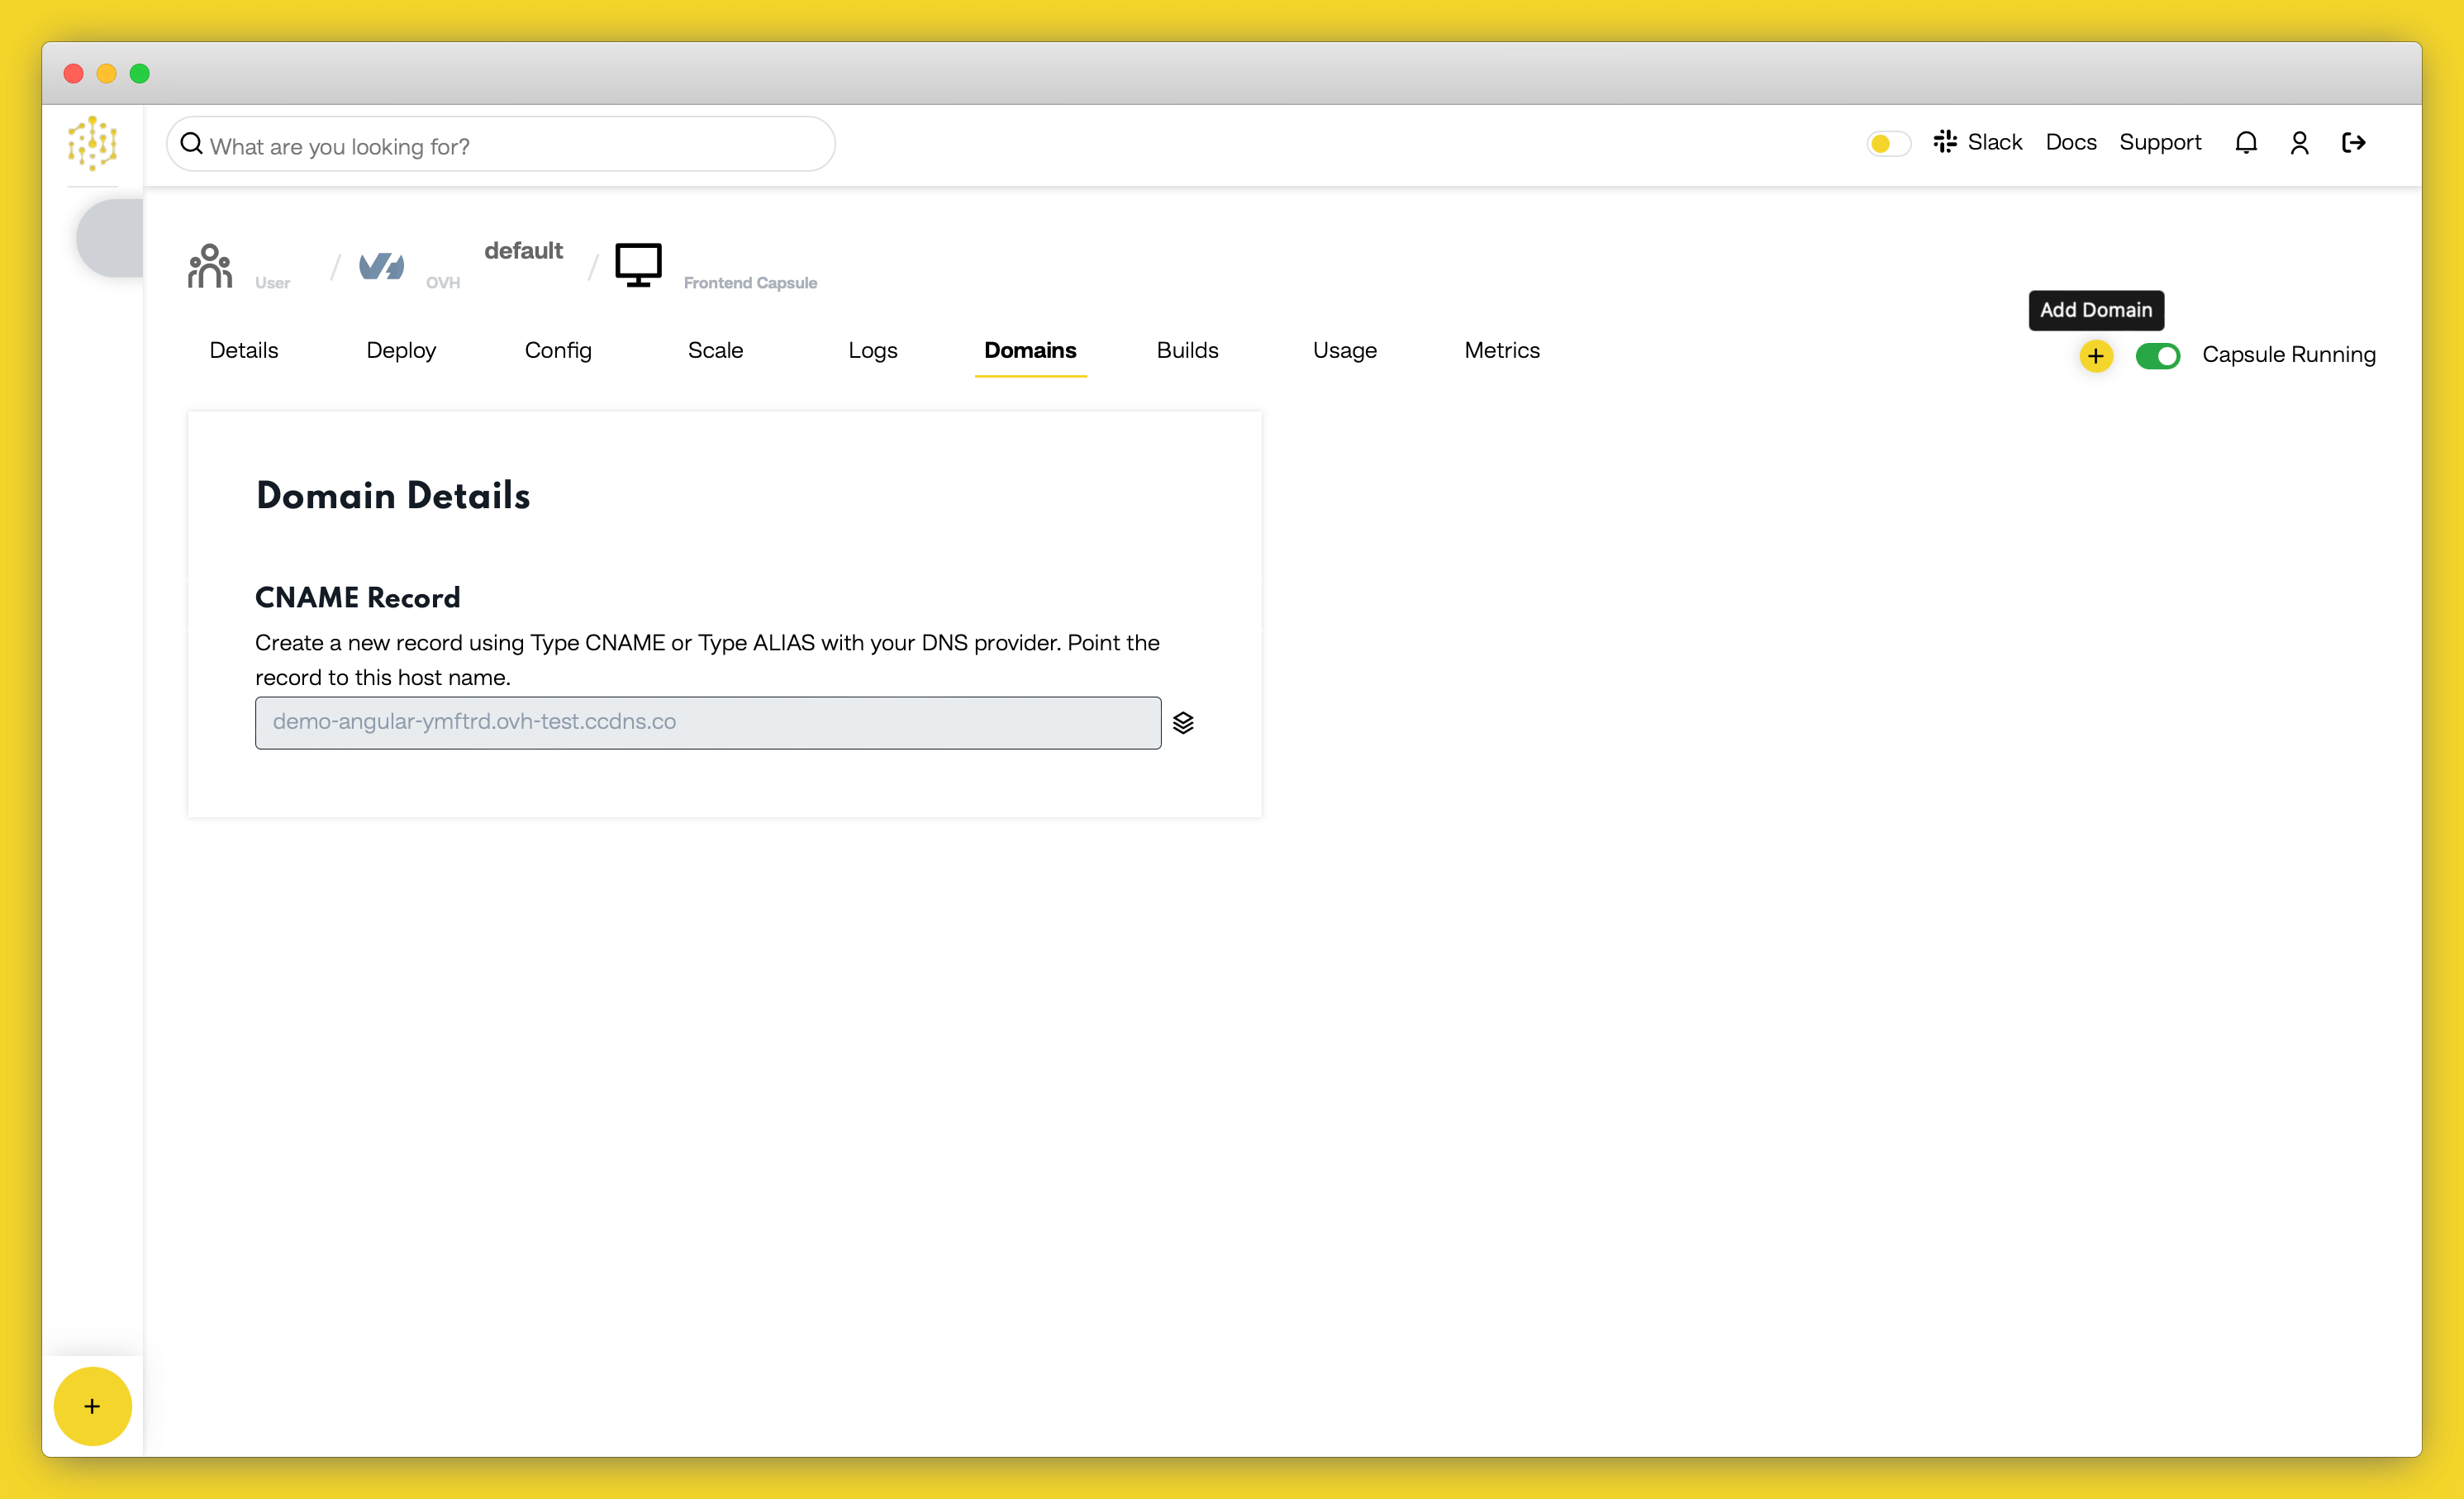 What are you looking for?
Slack
Docs
Support
User
/
OVH
default
/
Frontend Capsule
Add Domain
Details
Deploy
Config
Scale
Logs
Domains
Builds
Usage
Metrics
Capsule Running
Domain Details
CNAME Record
Create a new record using Type CNAME or Type ALIAS with your DNS provider. Point the
record to this host name.
demo-angular-ymftrd.ovh-test.ccdns.co